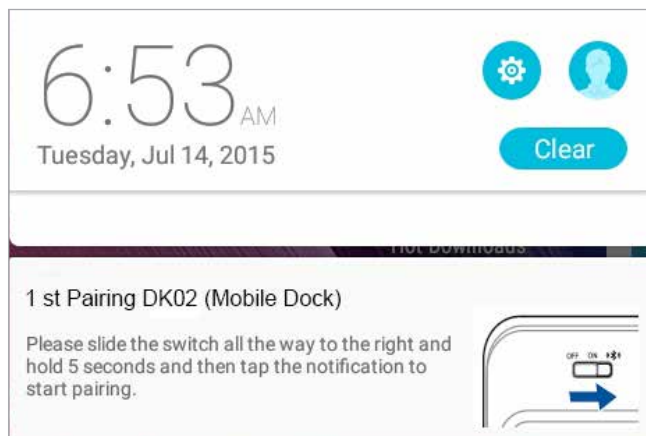 6:53 AM
Tuesday, Jul 14, 2015
Clear
Hot Downloads
1 st Pairing DK02 (Mobile Dock)
Please slide the switch all the way to the right and
hold 5 seconds and then tap the notification to
start pairing.
OFF ON